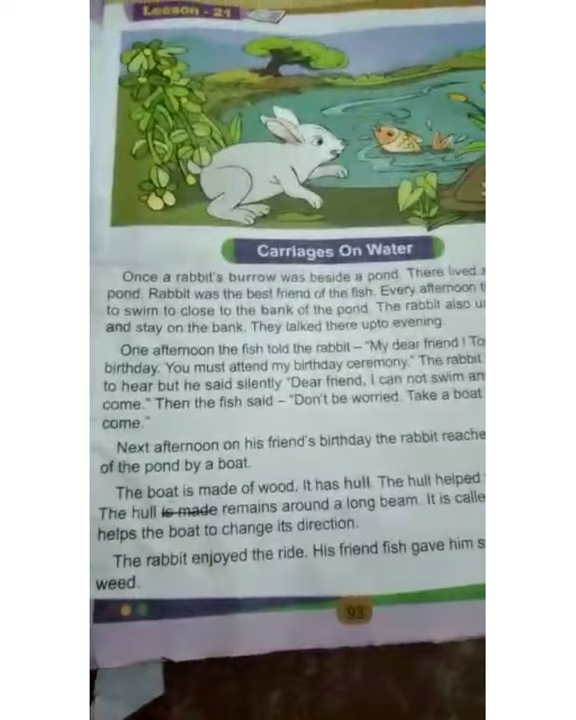 Lesson - 21
Carriages On Water
Once a rabbit's burrow was beside a pond. There lived
pond. Rabbit was the best friend of the fish. Every afternoon
to swim to close to the bank of the pond. The rabbit also
and stay on the bank. They talked there upto evening.
One afternoon the fish told the rabbit – "My dear friend ! To
birthday. You must attend my birthday ceremony." The rabbit
to hear but he said silently "Dear friend, I can not swim an
come." Then the fish said – "Don't be worried. Take a boat
come."
Next afternoon on his friend's birthday the rabbit reache
of the pond by a boat.
The boat is made of wood. It has hull. The hull helped
The hull is made remains around a long beam. It is calle
helps the boat to change its direction.
The rabbit enjoyed the ride. His friend fish gave him s
weed.
93